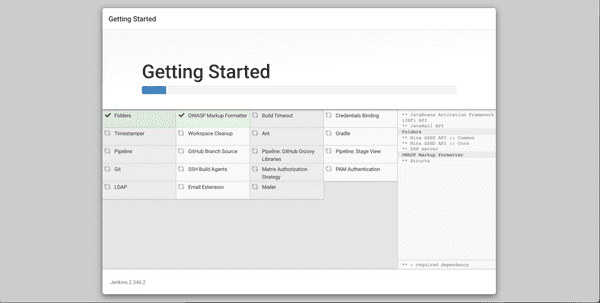 Getting Started
Getting Started
Folders
OWASP Markup Formatter
Build Timeout
Credentials Binding
Timestamper
Workspace Cleanup
Ant
Gradle
Pipeline
GitHub Branch Source
Pipeline: GitHub Groovy
Libraries
Pipeline: Stage View
Git
SSH Build Agents
Matrix Authorization
Strategy
PAM Authentication
LDAP
Email Extension
Mailer
** JavaBeans Activation Framework
(JAF) API
** JavaMail API
Folders
** Mina SSHD API :: Common
** Mina SSHD API :: Core
** SSH server
OWASP Markup Formatter
** Structs
** - required dependency
Jenkins 2.346.2